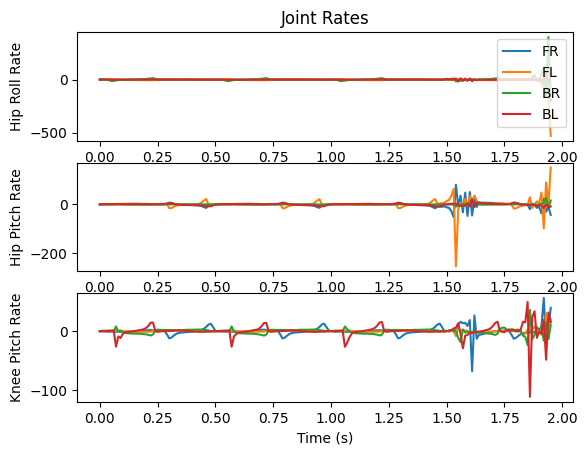 Joint Rates
Hip Roll Rate
0
−500
FR
FL
BR
BL
0.00 0.25 0.50 0.75 1.00 1.25 1.50 1.75 2.00
Hip Pitch Rate
0
−200
0.00 0.25 0.50 0.75 1.00 1.25 1.50 1.75 2.00
Knee Pitch Rate
0
−100
0.00 0.25 0.50 0.75 1.00 1.25 1.50 1.75 2.00
Time (s)